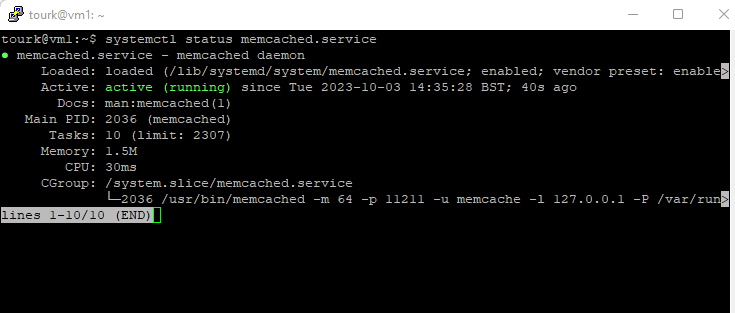 tourk@vm1: ~
tourk@vm1:~$ systemctl status memcached.service
● memcached.service - memcached daemon
Loaded: loaded (/lib/systemd/system/memcached.service; enabled; vendor preset: enable>
Active: active (running) since Tue 2023-10-03 14:35:28 BST; 40s ago
Docs: man:memcached(1)
Main PID: 2036 (memcached)
Tasks: 10 (limit: 2307)
Memory: 1.5M
CPU: 30ms
CGroup: /system.slice/memcached.service
└─2036 /usr/bin/memcached -m 64 -p 11211 -u memcache -l 127.0.0.1 -P /var/run>
lines 1-10/10 (END)